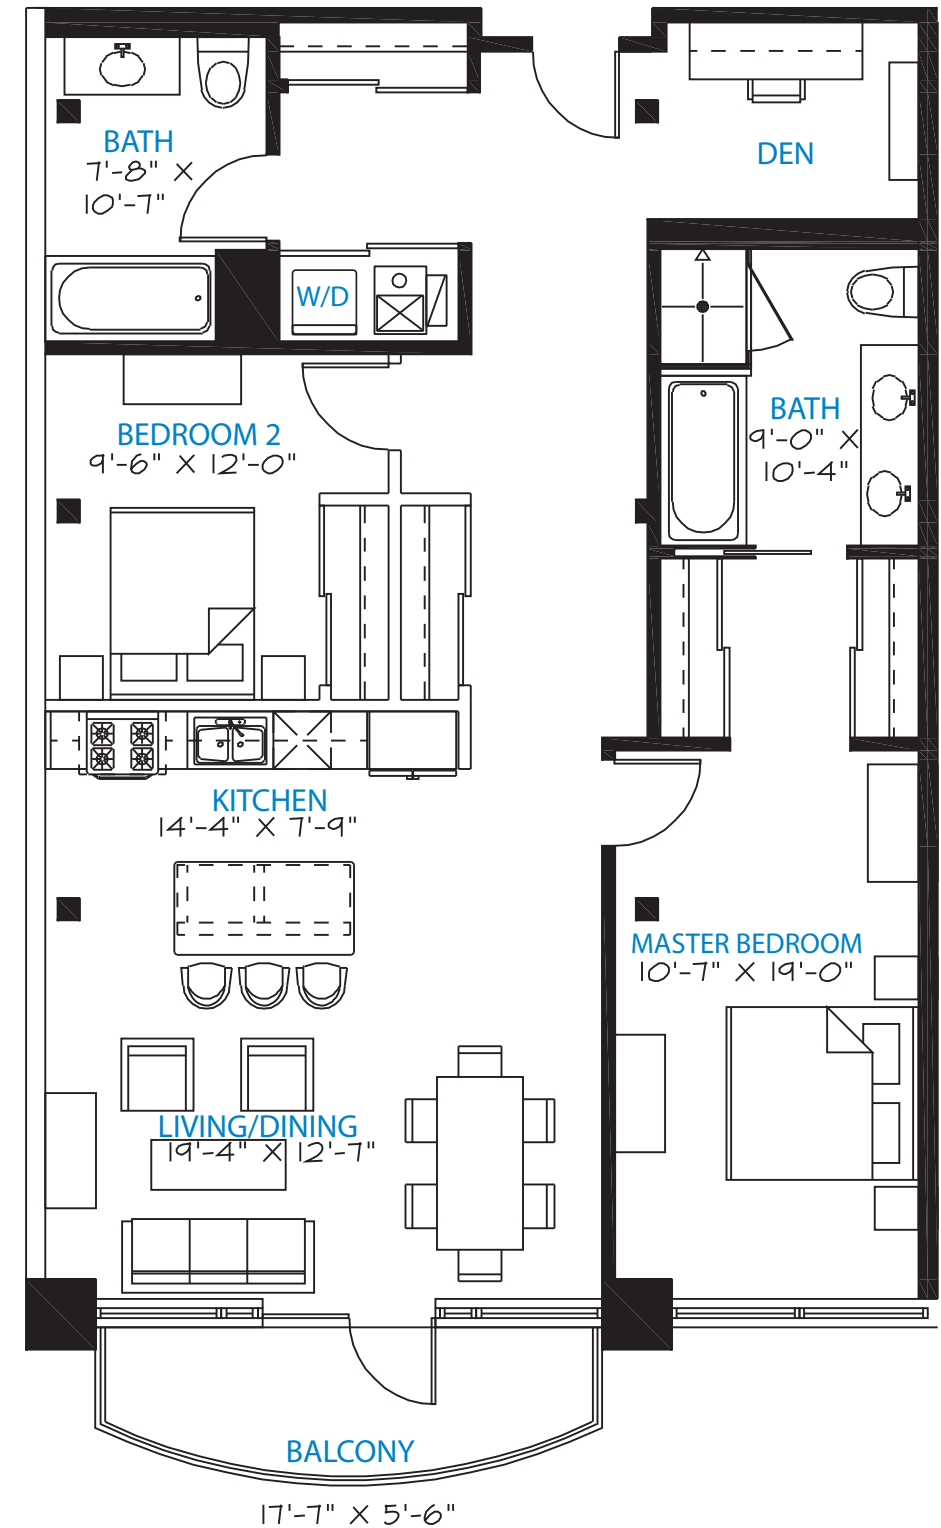 BATH
7'-8" X
10'-7"
DEN
W/D
BATH
9'-0" X
10'-4"
BEDROOM 2
9'-6" X 12'-0"
KITCHEN
14'-4" X 7'-9"
MASTER BEDROOM
10'-7" X 19'-0"
LIVING/DINING
19'-4" X 12'-7"
BALCONY
17'-7" X 5'-6"